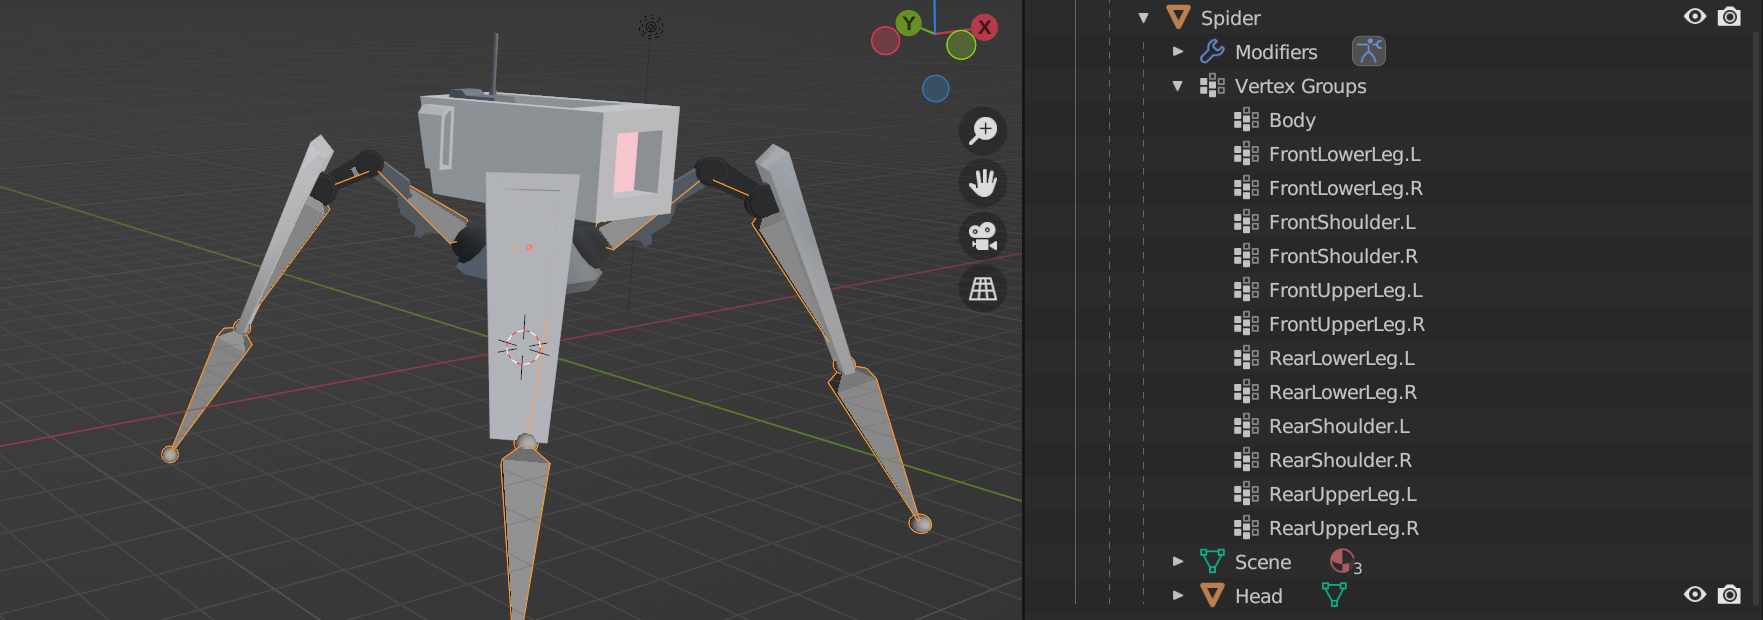 Y
X
Spider
Modifiers
Vertex Groups
Body
FrontLowerLeg.L
FrontLowerLeg.R
FrontShoulder.L
FrontShoulder.R
FrontUpperLeg.L
FrontUpperLeg.R
RearLowerLeg.L
RearLowerLeg.R
RearShoulder.L
RearShoulder.R
RearUpperLeg.L
RearUpperLeg.R
Scene 3
Head